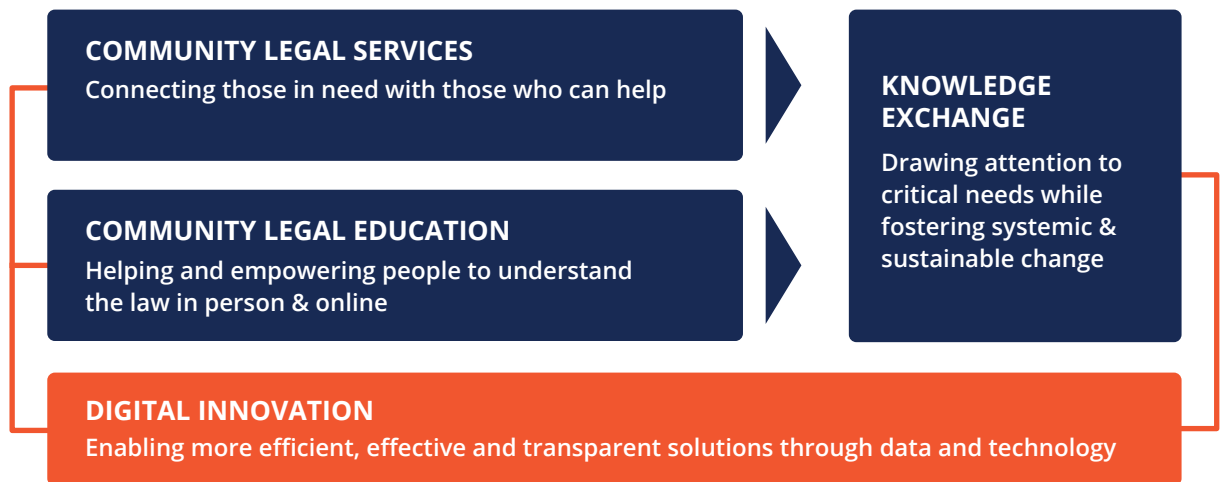 COMMUNITY LEGAL SERVICES
Connecting those in need with those who can help
COMMUNITY LEGAL EDUCATION
Helping and empowering people to understand
the law in person & online
KNOWLEDGE
EXCHANGE
Drawing attention to
critical needs while
fostering systemic &
sustainable change
DIGITAL INNOVATION
Enabling more efficient, effective and transparent solutions through data and technology